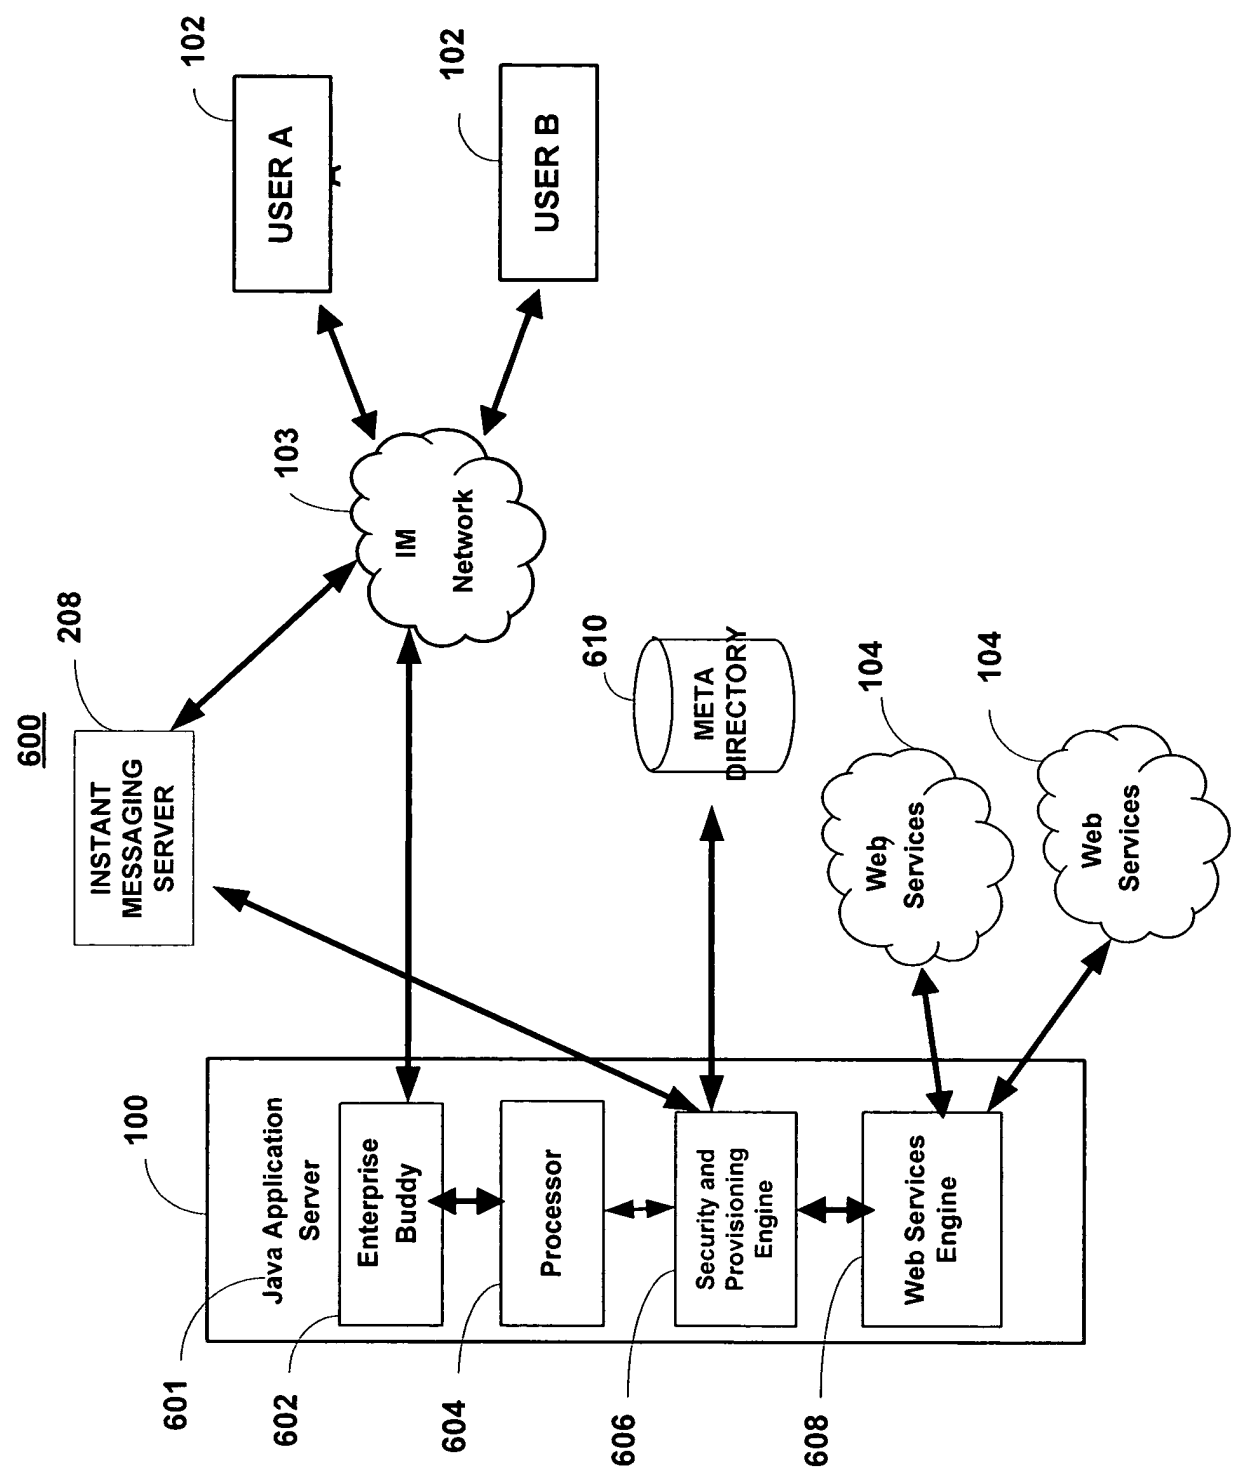 600
100
601
Java Application
Server
602
Enterprise
Buddy
604
Processor
606
Security and
Provisioning
Engine
608
Web Services
Engine
INSTANT
MESSAGING
SERVER
208
IM
Network
103
USER A
102
A
USER B
102
META
DIRECTORY
610
Web
Services
104
Web
Services
104